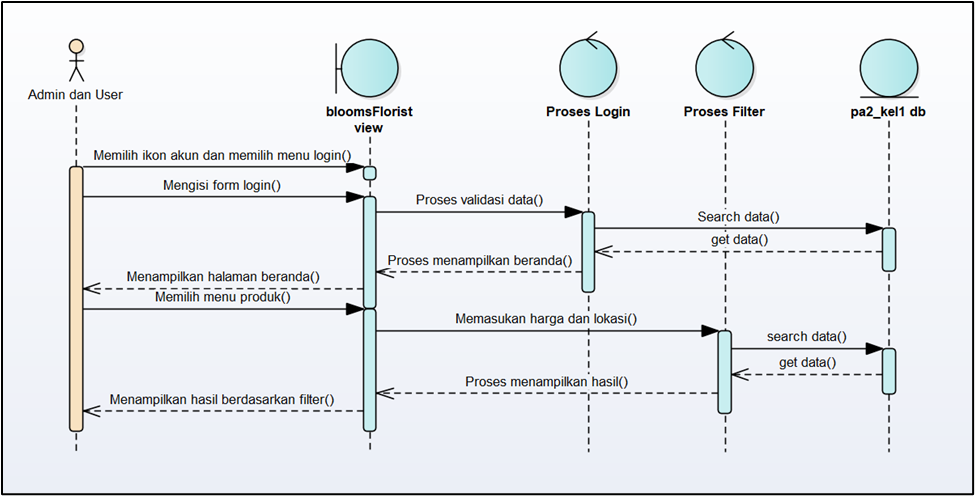 Admin dan User
bloomsFlorist
view
Proses Login
Proses Filter
pa2_kel1 db
Memilih ikon akun dan memilih menu login()
Mengisi form login()
Proses validasi data()
Search data()
get data()
Proses menampilkan beranda()
Menampilkan halaman beranda()
Memilih menu produk()
Memasukan harga dan lokasi()
search data()
get data()
Proses menampilkan hasil()
Menampilkan hasil berdasarkan filter()